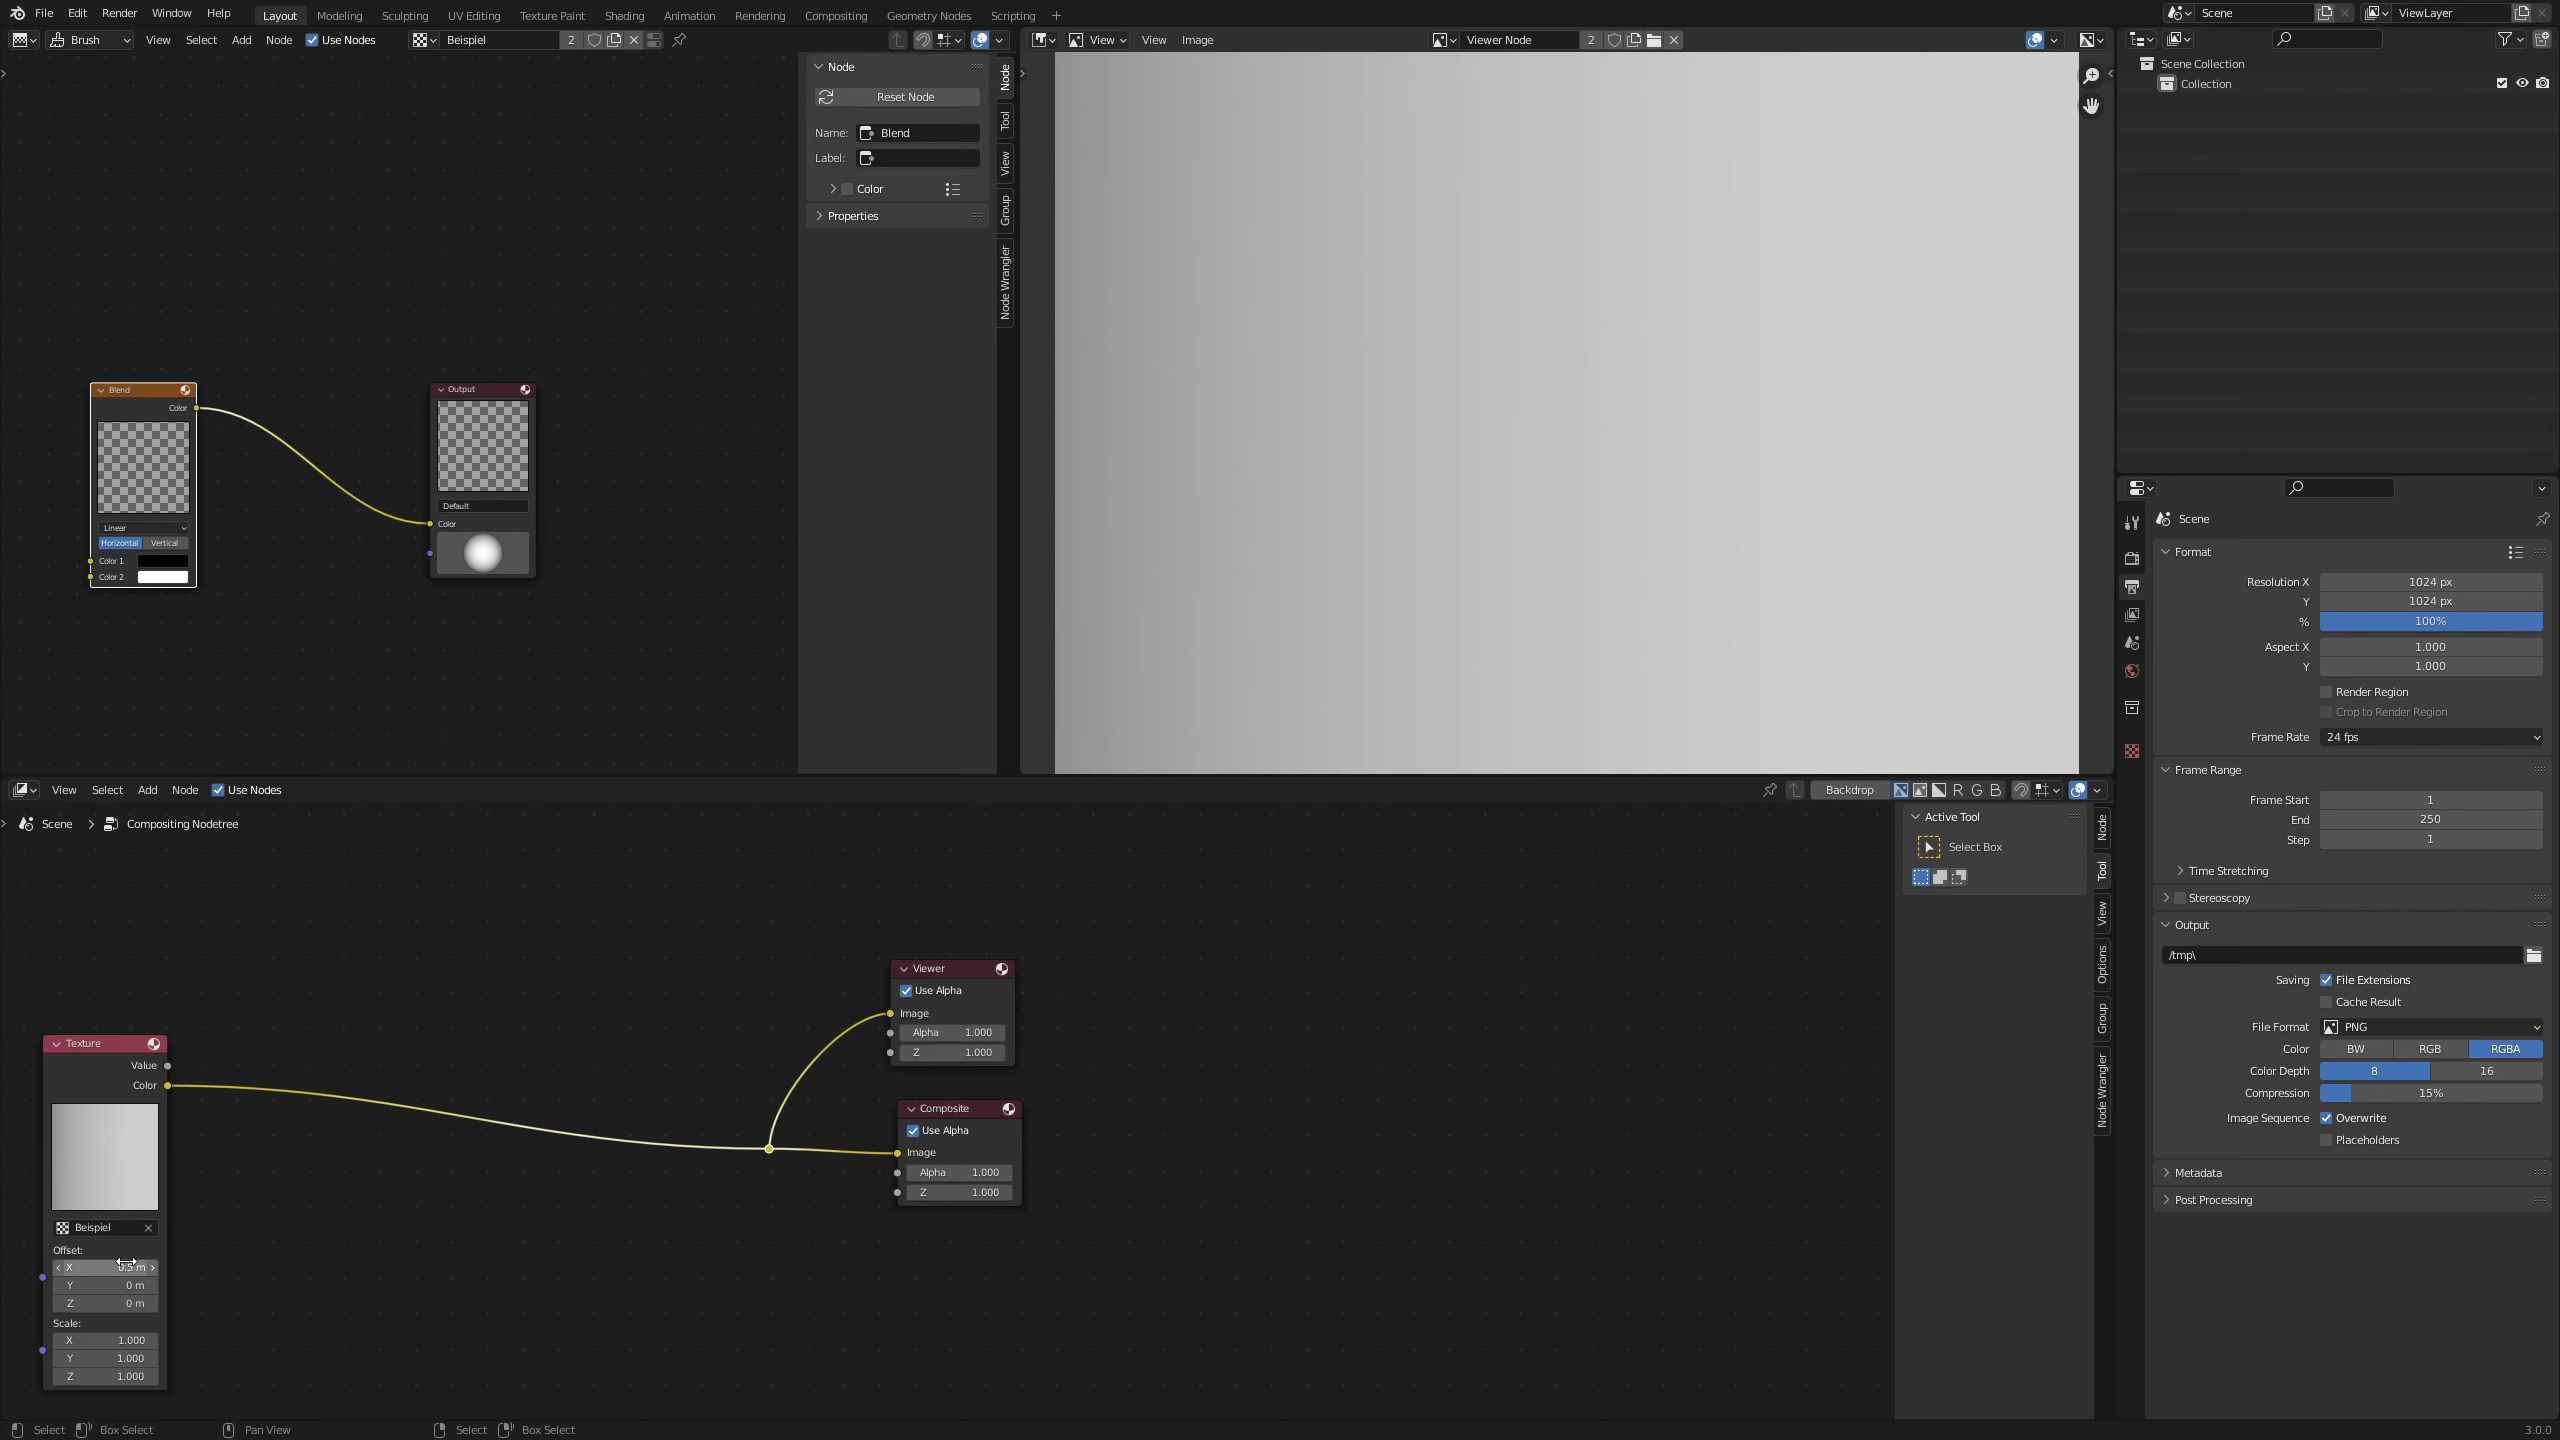 File Edit Render Window Help Layout Modeling Sculpting UV Editing Texture Paint Shading Animation Rendering Compositing Geometry Nodes Scripting + Scene ViewLayer
Brush View Select Add Node Use Nodes Beispiel 2
View View Image Viewer Node 2
Scene Collection
Collection
Node
Reset Node
Name: Blend
Label:
Color
Properties
Node
Tool
View
Group
Node Wrangler
Blend
Color
Linear
Horizontal Vertical
Color 1
Color 2
Output
Default
Color
View Select Add Node Use Nodes Backdrop R G B
Scene > Compositing Nodetree
Active Tool
Select Box
Node
Tool
View
Options
Group
Node Wrangler
Viewer
Use Alpha
Image
Alpha 1.000
Z 1.000
Composite
Use Alpha
Image
Alpha 1.000
Z 1.000
Texture
Value
Color
Beispiel
Offset:
X 0.5 m
Y 0 m
Z 0 m
Scale:
X 1.000
Y 1.000
Z 1.000
Scene
Format
Resolution X 1024 px
Y 1024 px
% 100%
Aspect X 1.000
Y 1.000
Render Region
Crop to Render Region
Frame Rate 24 fps
Frame Range
Frame Start 1
End 250
Step 1
Time Stretching
Stereoscopy
Output
/tmp\
Saving File Extensions
Cache Result
File Format PNG
Color BW RGB RGBA
Color Depth 8 16
Compression 15%
Image Sequence Overwrite
Placeholders
Metadata
Post Processing
Select Box Select Pan View Select Box Select 3.0.0